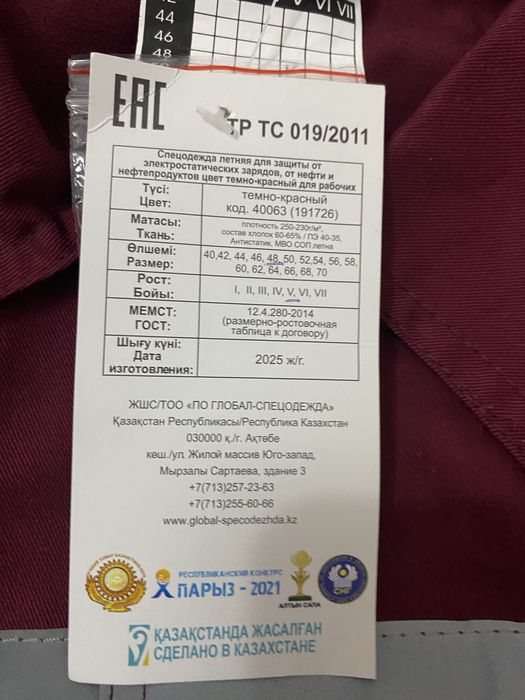 V VI VII
44
46
48
EAC
ТР ТС 019/2011
Спецодежда летняя для защиты от
электростатических зарядов, от нефти и
нефтепродуктов цвет темно-красный для рабочих
Түсі:
Цвет:
темно-красный
код. 40063 (191726)
Матасы:
Ткань:
плотность 250-230г/м²,
состав хлопок 60-65% / ПЭ 40-35,
Антистатик, МВО СОП летна
Өлшемі:
Размер:
40,42, 44, 46, 48, 50, 52,54, 56, 58,
60, 62, 64, 66, 68, 70
Рост:
Бойы:
I, II, III, IV, V, VI, VII
МЕМСТ:
ГОСТ:
12.4.280-2014
(размерно-ростовочная
таблица к договору)
Шығу күні:
Дата
изготовления:
2025 ж/г.
ЖШС/ТОО «ПО ГЛОБАЛ-СПЕЦОДЕЖДА»
Қазақстан Республикасы/Республика Казахстан
030000 қ./г. Ақтөбе
көш./ул. Жилой массив Юго-запад,
Мырзалы Сартаева, здание 3
+7(713)257-23-63
+7(713)255-60-66
www.global-specodezhda.kz
РЕСПУБЛИКАНСКИЙ КОНКУРС
ПАРЫЗ - 2021
АЛТЫН САПА
СНГ
ҚАЗАҚСТАНДА ЖАСАЛҒАН
СДЕЛАНО В КАЗАХСТАНЕ